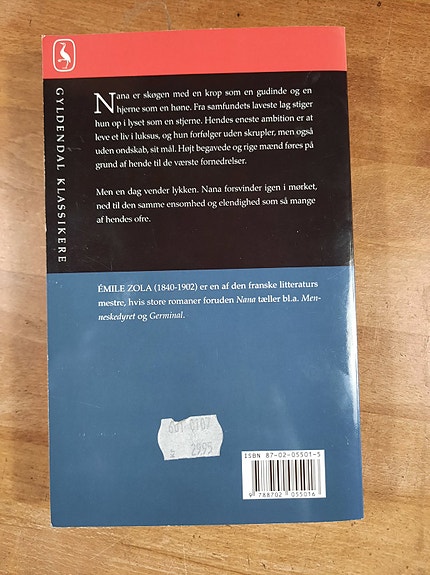 GYLDENDAL KLASSIKERE
Nana er skøgen med en krop som en gudinde og en
hjerne som en høne. Fra samfundets laveste lag stiger
hun op i lyset som en stjerne. Hendes eneste ambition er at
leve et liv i luksus, og hun forfølger uden skrupler, men også
uden ondskab, sit mål. Højt begavede og rige mænd føres på
grund af hende til de værste fornedrelser.
Men en dag vender lykken. Nana forsvinder igen i mørket,
ned til den samme ensomhed og elendighed som så mange
af hendes ofre.
ÉMILE ZOLA (1840-1902) er en af den franske litteraturs
mestre, hvis store romaner foruden Nana tæller bl.a. Men-
neskedyret og Germinal.
2995
ISBN 87-02-05501-5
9 788702 055016